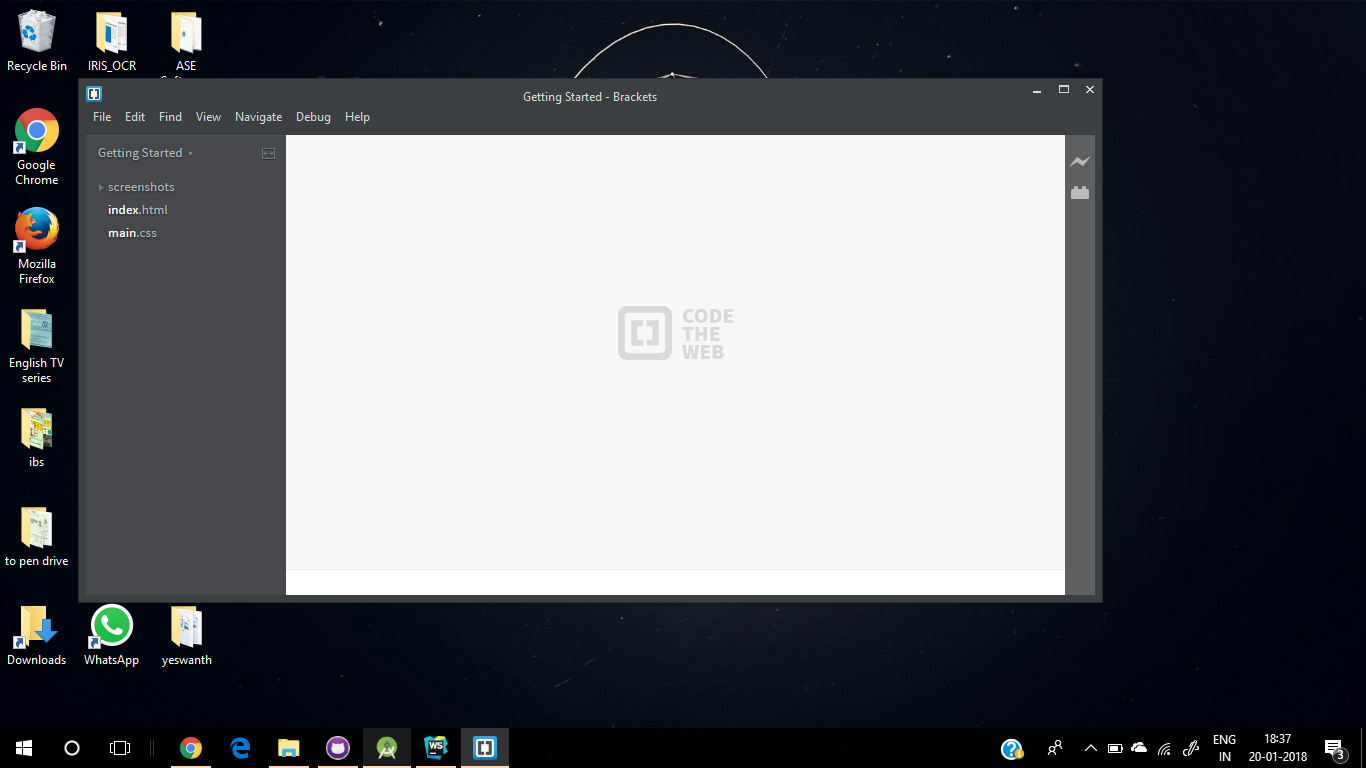 Recycle Bin
IRIS_OCR
ASE
Google
Chrome
Mozilla
Firefox
English TV
series
ibs
to pen drive
Downloads
WhatsApp
yeswanth
Getting Started - Brackets
File Edit Find View Navigate Debug Help
Getting Started
screenshots
index.html
main.css
CODE
THE
WEB
WS
ENG
IN
18:37
20-01-2018
3